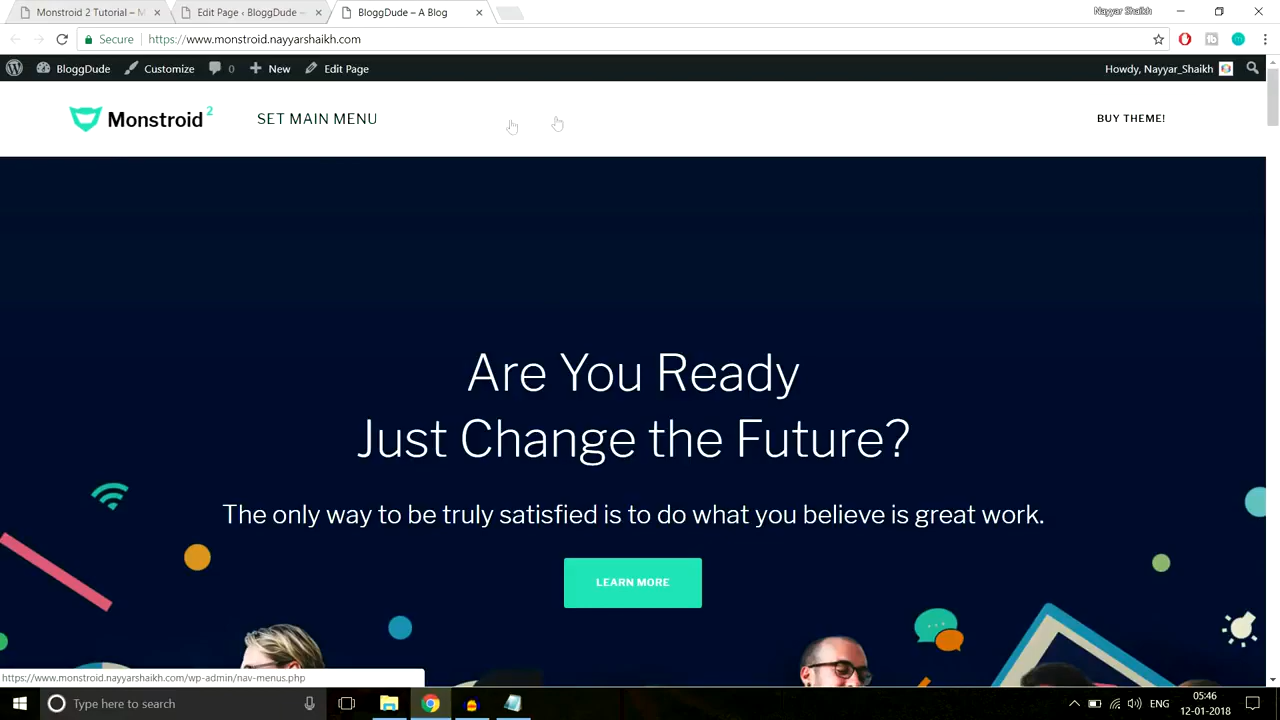 Monstroid 2 Tutorial – M
Edit Page ‹ BloggDude –
BloggDude – A Blog
Nayyar Shaikh
Secure
https://www.monstroid.nayyarshaikh.com
BloggDude
Customize
0
New
Edit Page
Howdy, Nayyar_Shaikh
Monstroid 2
SET MAIN MENU
BUY THEME!
Are You Ready
Just Change the Future?
The only way to be truly satisfied is to do what you believe is great work.
LEARN MORE
https://www.monstroid.nayyarshaikh.com/wp-admin/nav-menus.php
Type here to search
ENG
05:46
12-01-2018